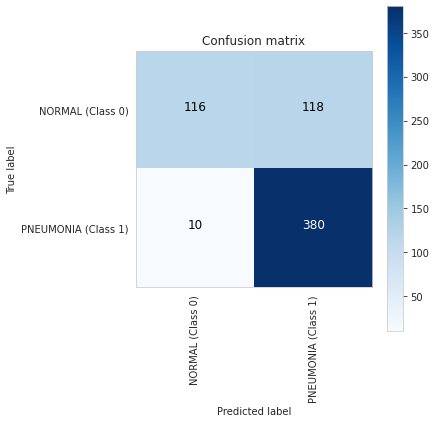 Confusion matrix
True label
NORMAL (Class 0)
116
118
PNEUMONIA (Class 1)
10
380
NORMAL (Class 0)
PNEUMONIA (Class 1)
Predicted label
350
300
250
200
150
100
50